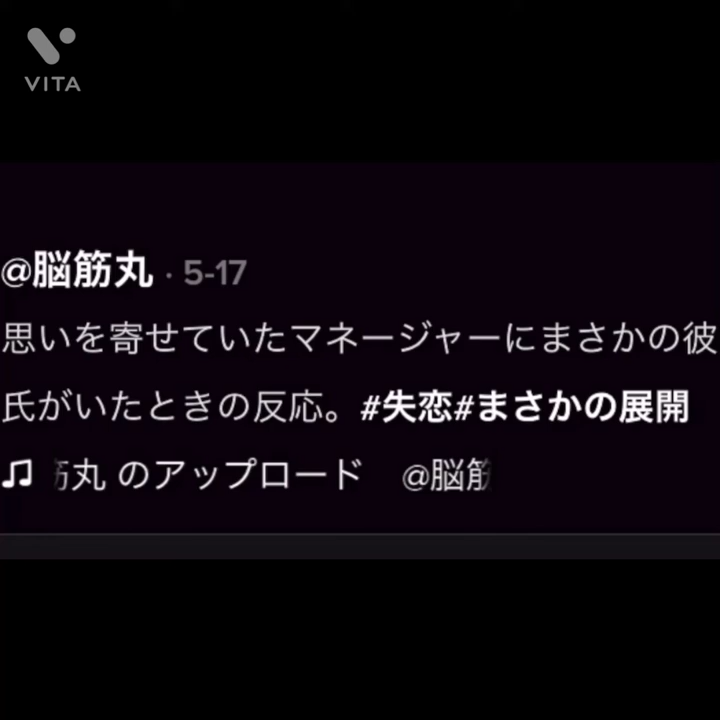 VITA
@脳筋丸 · 5-17
思いを寄せていたマネージャーにまさかの彼
氏がいたときの反応。#失恋#まさかの展開
筋丸 のアップロード @脳筋